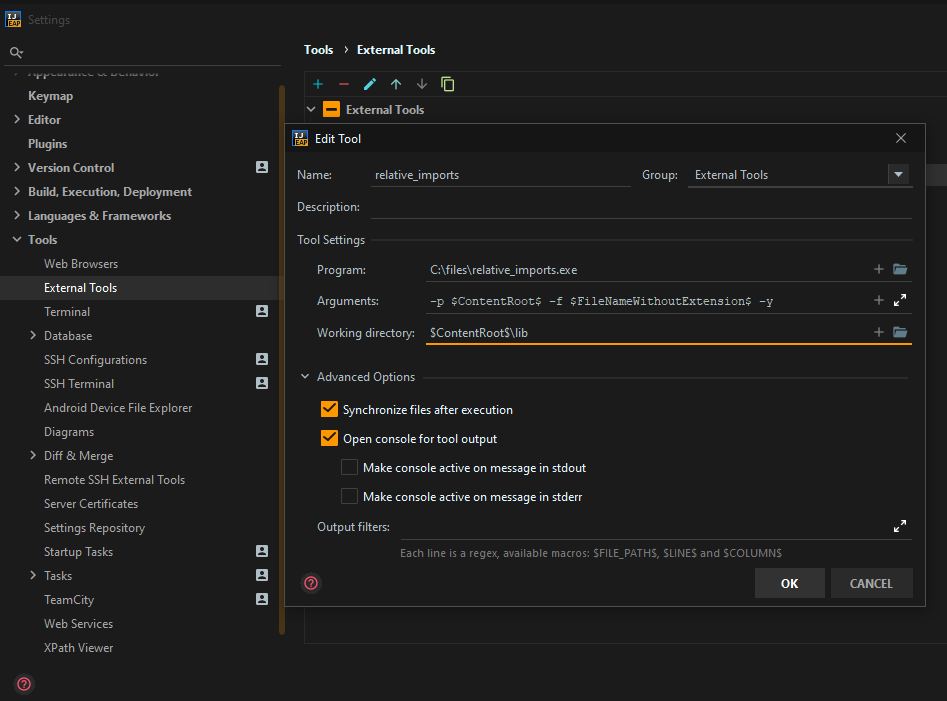 IJ
EAP
Settings
Tools › External Tools
Appearance & Behavior
Keymap
Editor
Plugins
Version Control
Build, Execution, Deployment
Languages & Frameworks
Tools
Web Browsers
External Tools
Terminal
Database
SSH Configurations
SSH Terminal
Android Device File Explorer
Diagrams
Diff & Merge
Remote SSH External Tools
Server Certificates
Settings Repository
Startup Tasks
Tasks
TeamCity
Web Services
XPath Viewer
External Tools
IJ
EAP
Edit Tool
Name: relative_imports Group: External Tools
Description:
Tool Settings
Program: C:\files\relative_imports.exe
Arguments: -p $ContentRoot$ -f $FileNameWithoutExtension$ -y
Working directory: $ContentRoot$\lib
Advanced Options
Synchronize files after execution
Open console for tool output
Make console active on message in stdout
Make console active on message in stderr
Output filters:
Each line is a regex, available macros: $FILE_PATH$, $LINE$ and $COLUMN$
? OK CANCEL
?